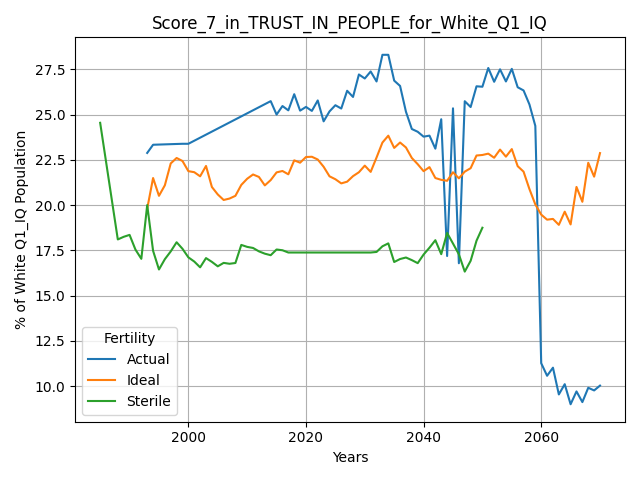 Score_7_in_TRUST_IN_PEOPLE_for_White_Q1_IQ
% of White Q1_IQ Population
27.5
25.0
22.5
20.0
17.5
15.0
12.5
10.0
Fertility
Actual
Ideal
Sterile
2000
2020
2040
2060
Years